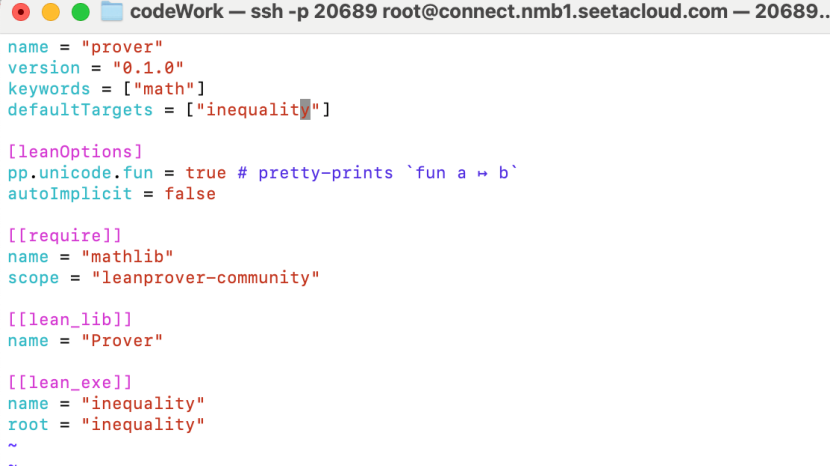 codeWork — ssh -p 20689 root@connect.nmb1.seetacloud.com — 20689..
name = "prover"
version = "0.1.0"
keywords = ["math"]
defaultTargets = ["inequality"]
[leanOptions]
pp.unicode.fun = true # pretty-prints `fun a ↦ b`
autoImplicit = false
[[require]]
name = "mathlib"
scope = "leanprover-community"
[[lean_lib]]
name = "Prover"
[[lean_exe]]
name = "inequality"
root = "inequality"
~
~